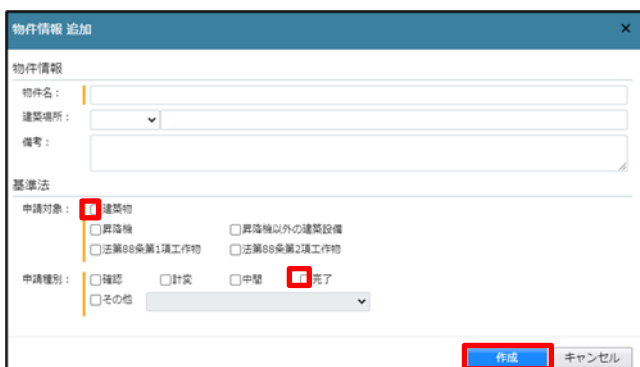 物件情報 追加 ×
物件情報
物件名：
建築場所：
備考：
基準法
申請対象： 建築物
昇降機 昇降機以外の建築設備
法第88条第1項工作物 法第88条第2項工作物
申請種別： 確認 計変 中間 完了
その他
作成 キャンセル